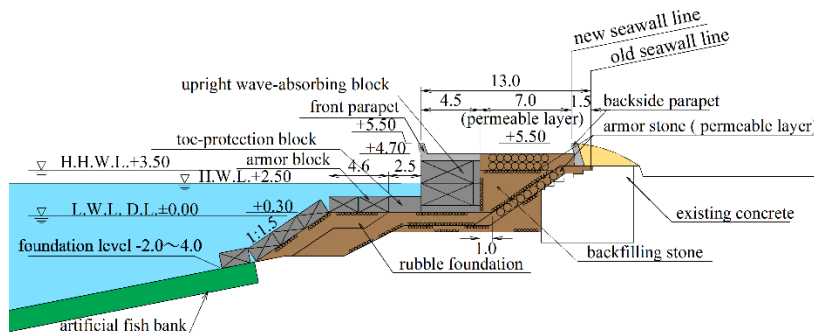 new seawall line
old seawall line
13.0
upright wave-absorbing block
4.5
7.0
1.5
backside parapet
front parapet
(permeable layer)
+5.50
+5.50
armor stone ( permeable layer)
toe-protection block
+4.70
H.H.W.L.+3.50
armor block
4.6
2.5
H.W.L.+2.50
L.W.L. D.L.±0.00
+0.30
existing concrete
1:1.5
foundation level -2.0～4.0
1.0
backfilling stone
rubble foundation
artificial fish bank